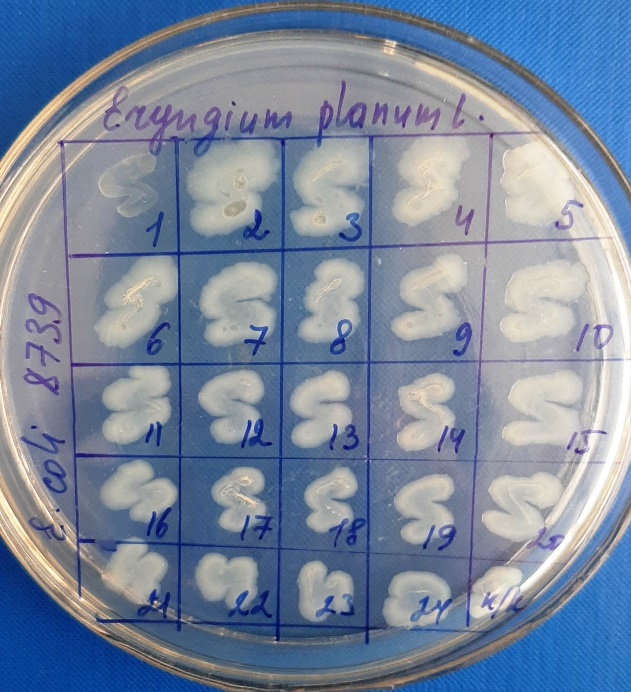 Eryngium planum L.
E. coli 8739
1 2 3 4 5
6 7 8 9 10
11 12 13 14 15
16 17 18 19 20
21 22 23 24 к/к